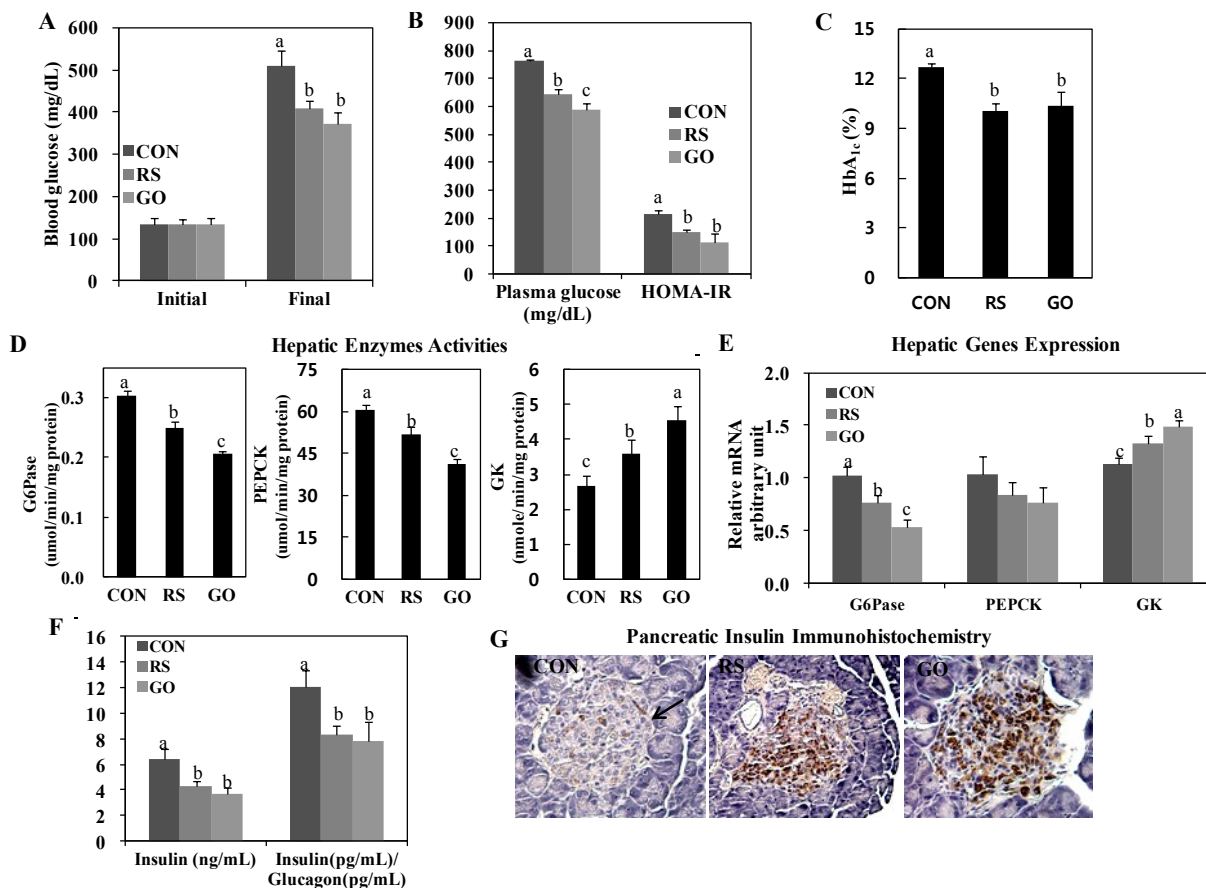 A
Blood glucose (mg/dL)
600
500
400
300
200
100
0
CON
RS
GO
a
b
b
Initial
Final
B
900
800
700
600
500
400
300
200
100
0
a
b
c
CON
RS
GO
a
b
b
Plasma glucose
(mg/dL)
HOMA-IR
C
HbA1c (%)
15
12
9
6
3
0
a
b
b
CON
RS
GO
D
Hepatic Enzymes Activities
G6Pase
(umol/min/mg protein)
0.3
0.2
0.1
0.0
a
b
c
CON
RS
GO
PEPCK
(umol/min/mg protein)
75
60
45
30
15
0
a
b
c
CON
RS
GO
GK
(nmole/min/mg protein)
6
5
4
3
2
1
0
c
b
a
CON
RS
GO
E
Hepatic Genes Expression
Relative mRNA
arbitrary unit
2.0
1.5
1.0
0.5
0.0
CON
RS
GO
a
b
c
c
b
a
G6Pase
PEPCK
GK
F
16
14
12
10
8
6
4
2
0
CON
RS
GO
a
b
b
a
b
b
Insulin (ng/mL)
Insulin(pg/mL)/
Glucagon(pg/mL)
G
Pancreatic Insulin Immunohistochemistry
CON
RS
GO